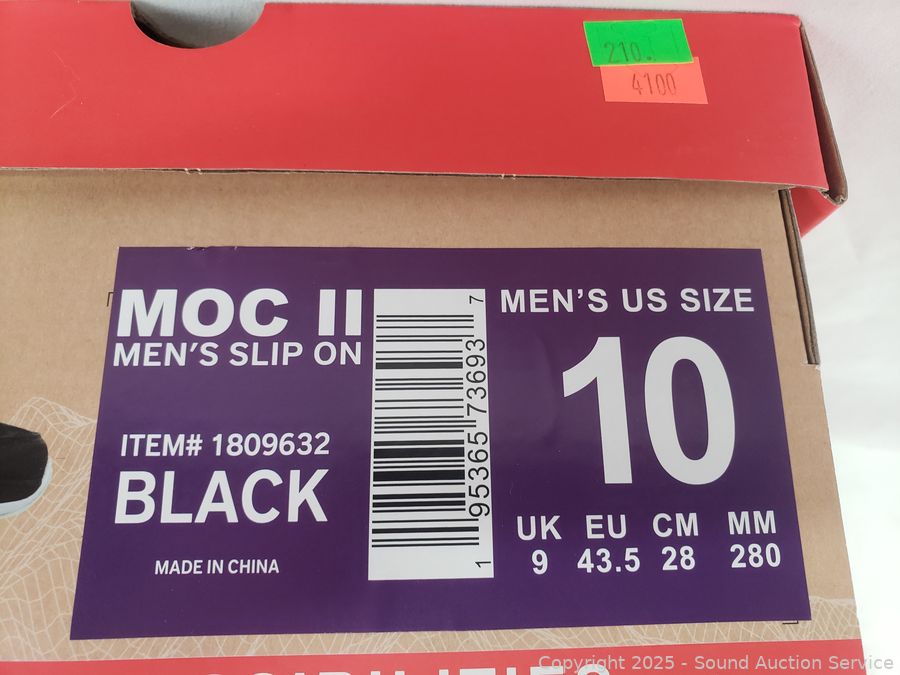 210.
4100
MOC II
MEN'S SLIP ON
ITEM# 1809632
BLACK
MADE IN CHINA
1 95365 73693 7
MEN'S US SIZE
10
UK EU CM MM
9 43.5 28 280
Copyright 2025 - Sound Auction Service